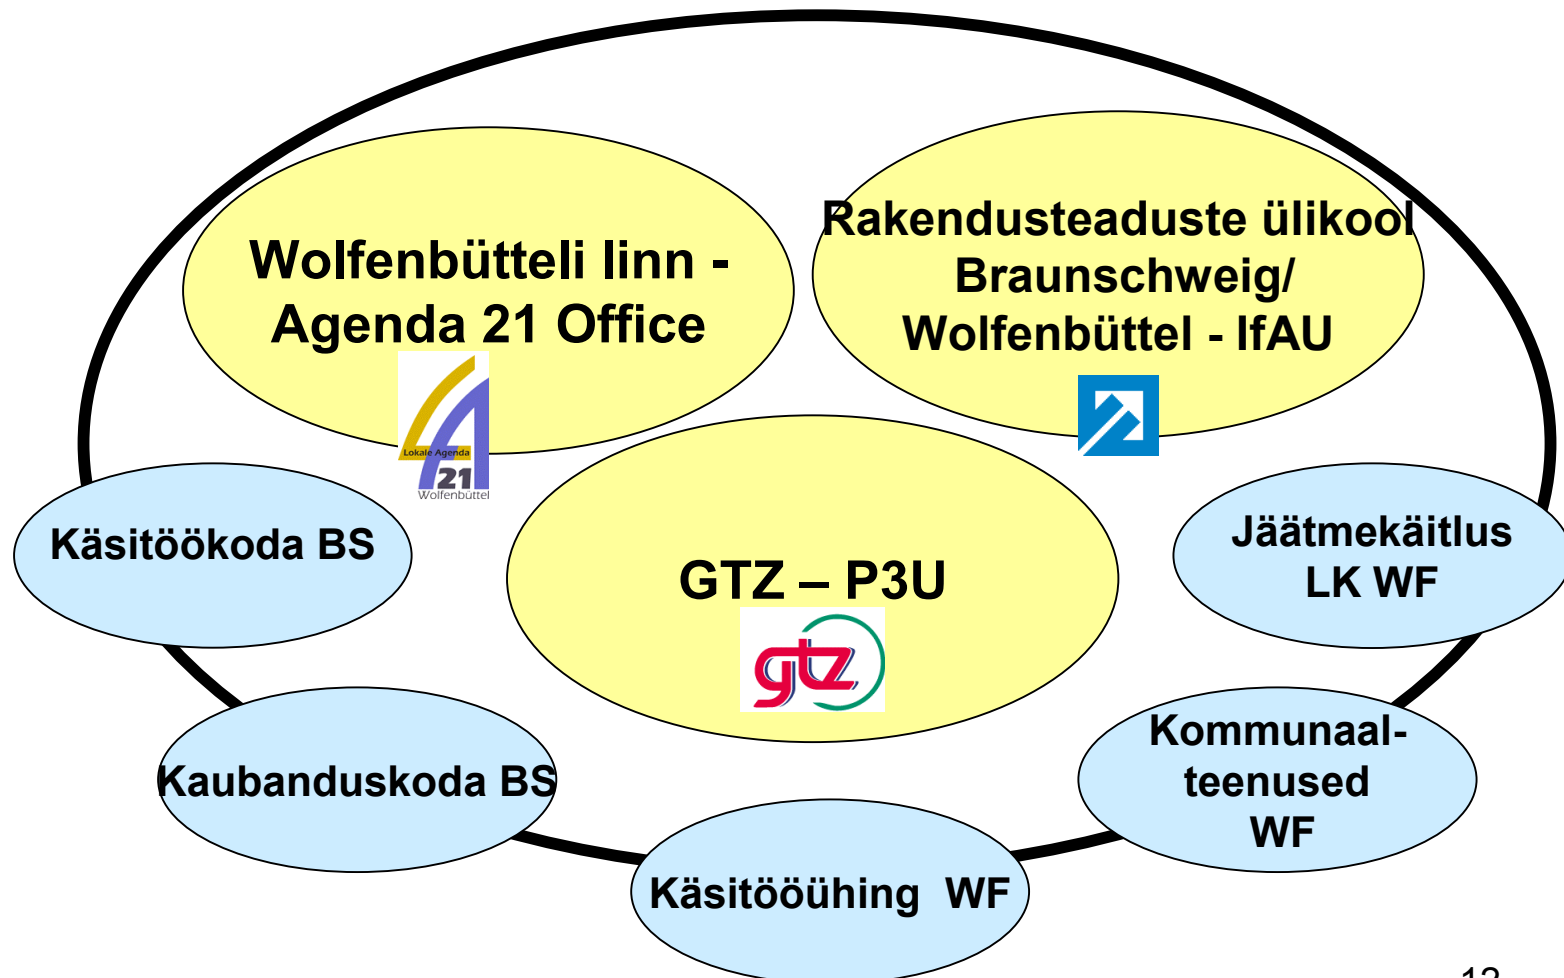 Wolfenbütteli linn -
Agenda 21 Office
Lokale Agenda
21
Wolfenbüttel
Rakendusteaduste ülikool
Braunschweig/
Wolfenbüttel - IfAU
GTZ – P3U
gtz
Käsitöökoda BS
Jäätmekäitlus
LK WF
Kaubanduskoda BS
Kommunaal-
teenused
WF
Käsitööühing WF
12